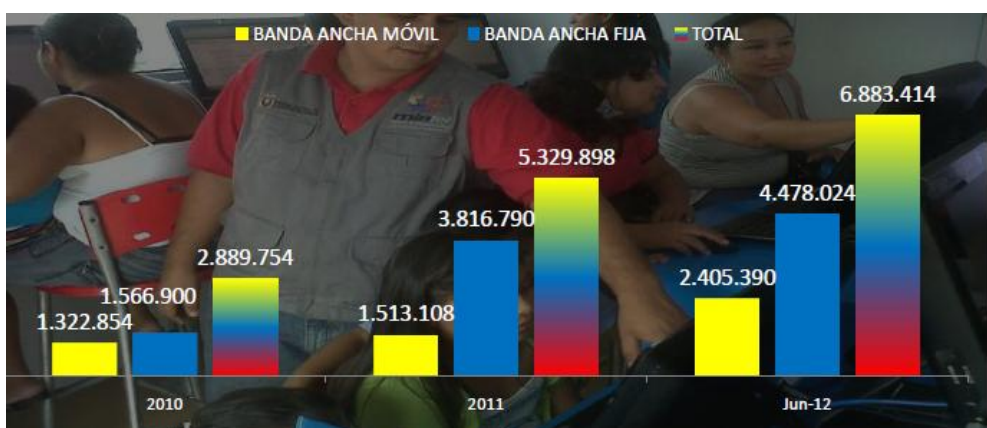 BANDA ANCHA MÓVIL BANDA ANCHA FIJA TOTAL
1.322.854 1.566.900 2.889.754
1.513.108 3.816.790 5.329.898
2.405.390 4.478.024 6.883.414
2010 2011 Jun-12